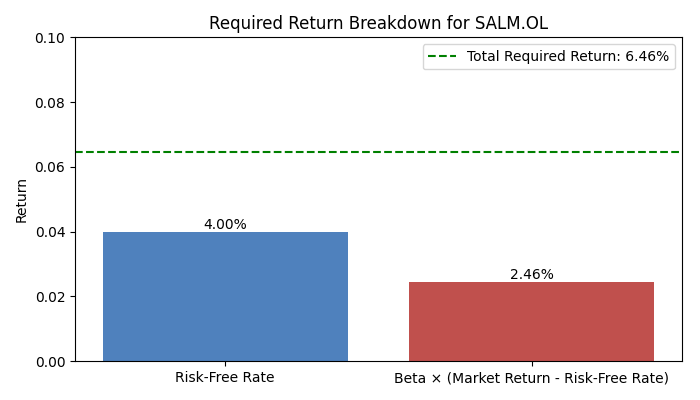 Required Return Breakdown for SALM.OL
Total Required Return: 6.46%
Return
0.10
0.08
0.06
0.04
0.02
0.00
4.00%
2.46%
Risk-Free Rate
Beta × (Market Return - Risk-Free Rate)